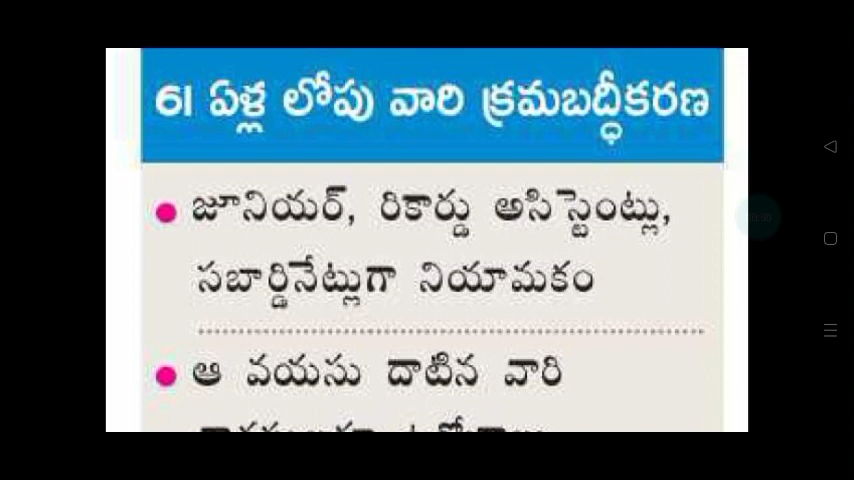 61 ఏళ్ల లోపు వారి క్రమబద్ధీకరణ
• జూనియర్, రికార్డు అసిస్టెంట్లు,
సబార్డినేట్లుగా నియామకం
• ఆ వయసు దాటిన వారి